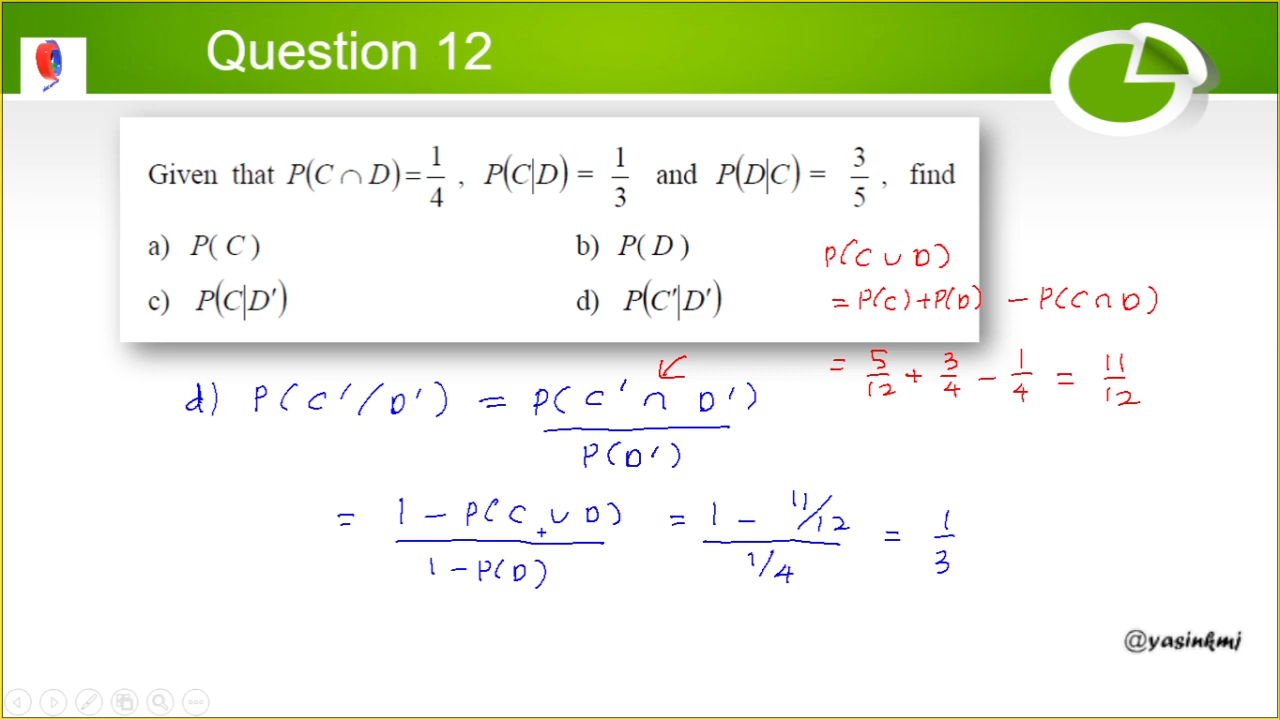 Question 12
Given that P(C ∩ D) = 1/4 , P(C|D) = 1/3 and P(D|C) = 3/5 , find
a) P( C ) b) P( D )
c) P(C|D′) d) P(C′|D′)
P(C ∪ D)
= P(C) + P(D) − P(C ∩ D)
= 5/12 + 3/4 − 1/4 = 11/12
d) P(C′/D′) = P(C′ ∩ D′) / P(D′)
= 1 − P(C ∪ D) / 1 − P(D) = 1 − 11/12 / 1/4 = 1/3
@yasinkmj